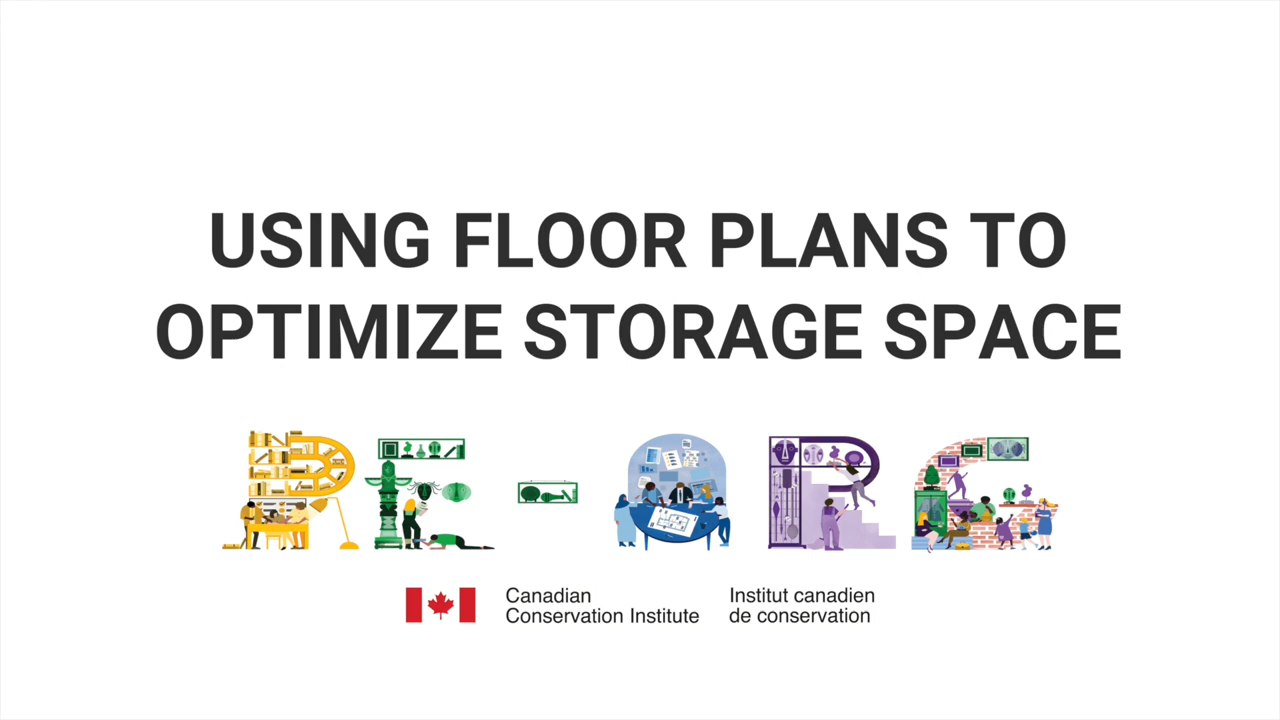 USING FLOOR PLANS TO
OPTIMIZE STORAGE SPACE
RE-ORG
Canadian
Conservation Institute
Institut canadien
de conservation